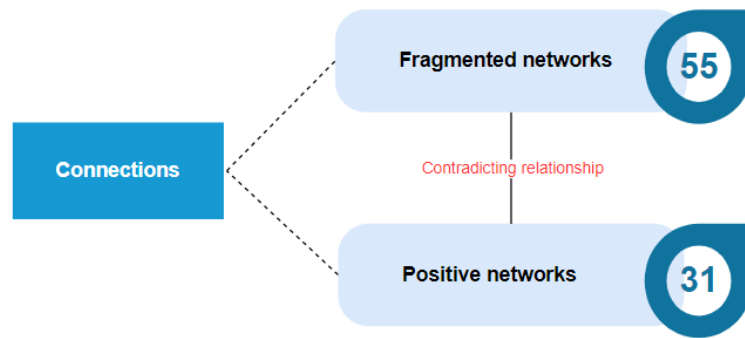 Fragmented networks
55
Connections
Contradicting relationship
Positive networks
31